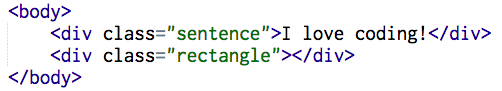 <body>
    <div class="sentence">I love coding!</div>
    <div class="rectangle"></div>
</body>